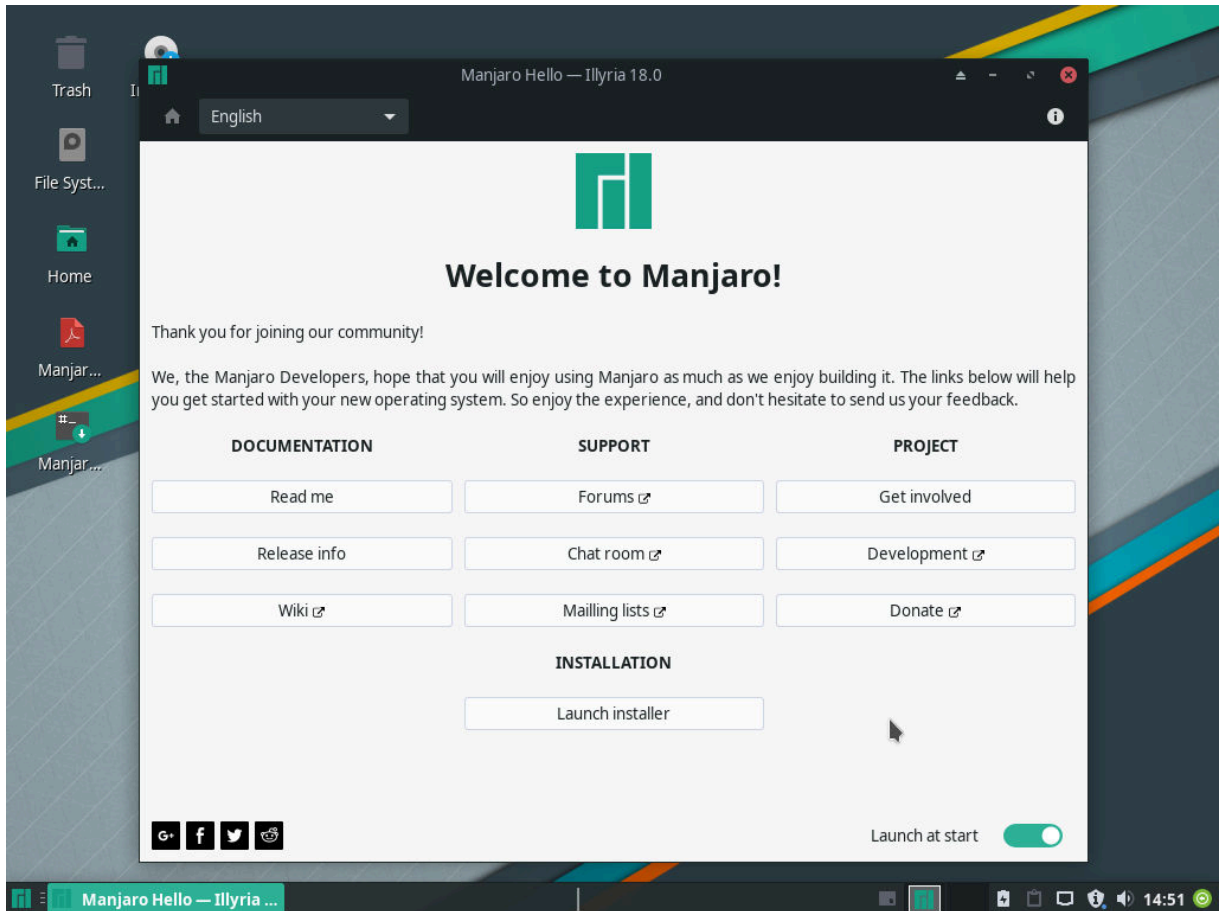 Trash
I
File Syst...
Home
Manjar...
Manjar...
Manjaro Hello — Illyria 18.0
English
Welcome to Manjaro!
Thank you for joining our community!
We, the Manjaro Developers, hope that you will enjoy using Manjaro as much as we enjoy building it. The links below will help
you get started with your new operating system. So enjoy the experience, and don't hesitate to send us your feedback.
DOCUMENTATION SUPPORT PROJECT
Read me Forums Get involved
Release info Chat room Development
Wiki Mailling lists Donate
INSTALLATION
Launch installer
G+ f
Launch at start
Manjaro Hello — Illyria ...
14:51